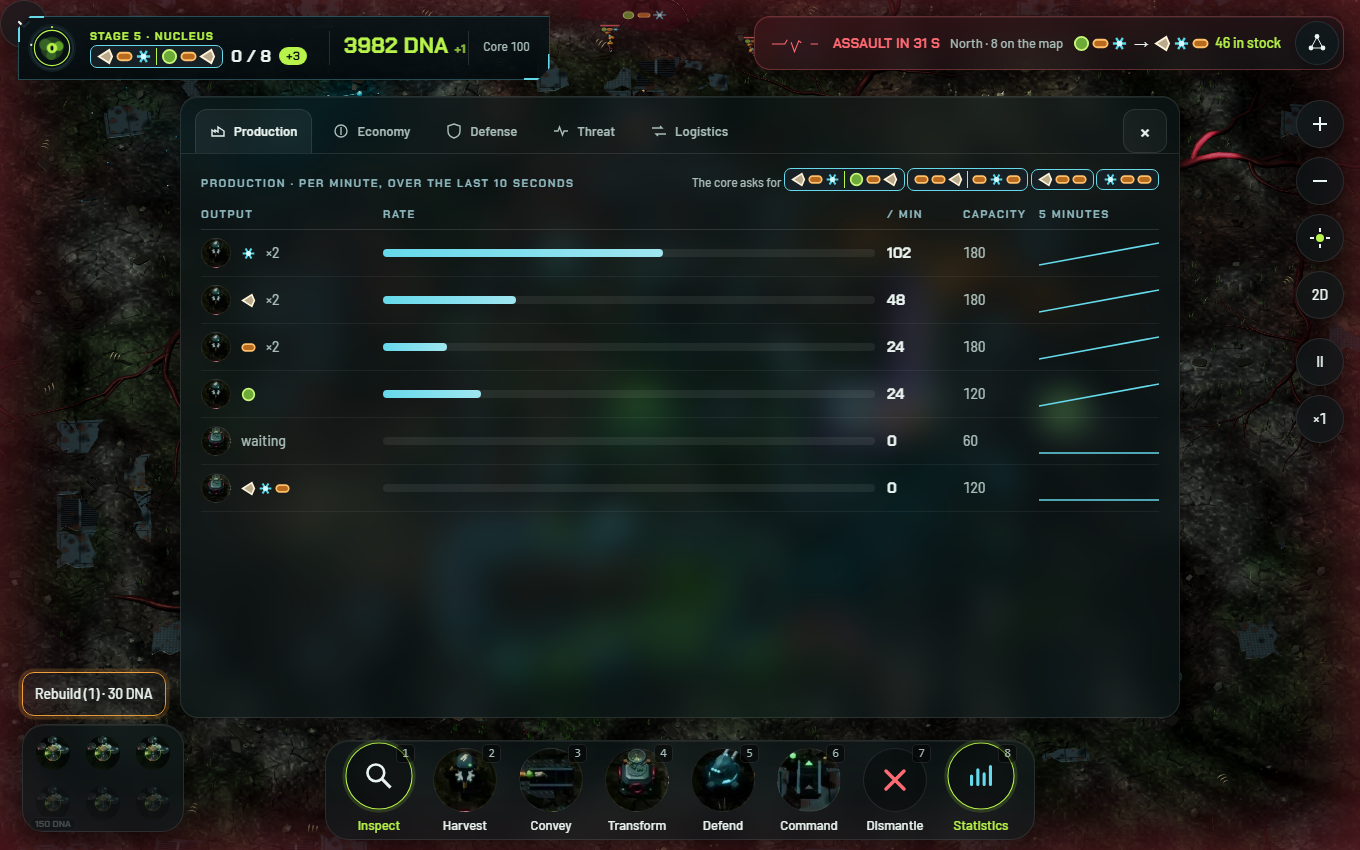 STAGE 5 · NUCLEUS
0 / 8 +3
3982 DNA +1
Core 100
ASSAULT IN 31 S North · 8 on the map → 46 in stock
Production Economy Defense Threat Logistics ×
PRODUCTION · PER MINUTE, OVER THE LAST 10 SECONDS
The core asks for
OUTPUT RATE / MIN CAPACITY 5 MINUTES
×2 102 180
×2 48 180
×2 24 180
24 120
waiting 0 60
0 120
+
−
2D
×1
Rebuild (1) · 30 DNA
150 DNA
1 2 3 4 5 6 7 8
Inspect Harvest Convey Transform Defend Command Dismantle Statistics